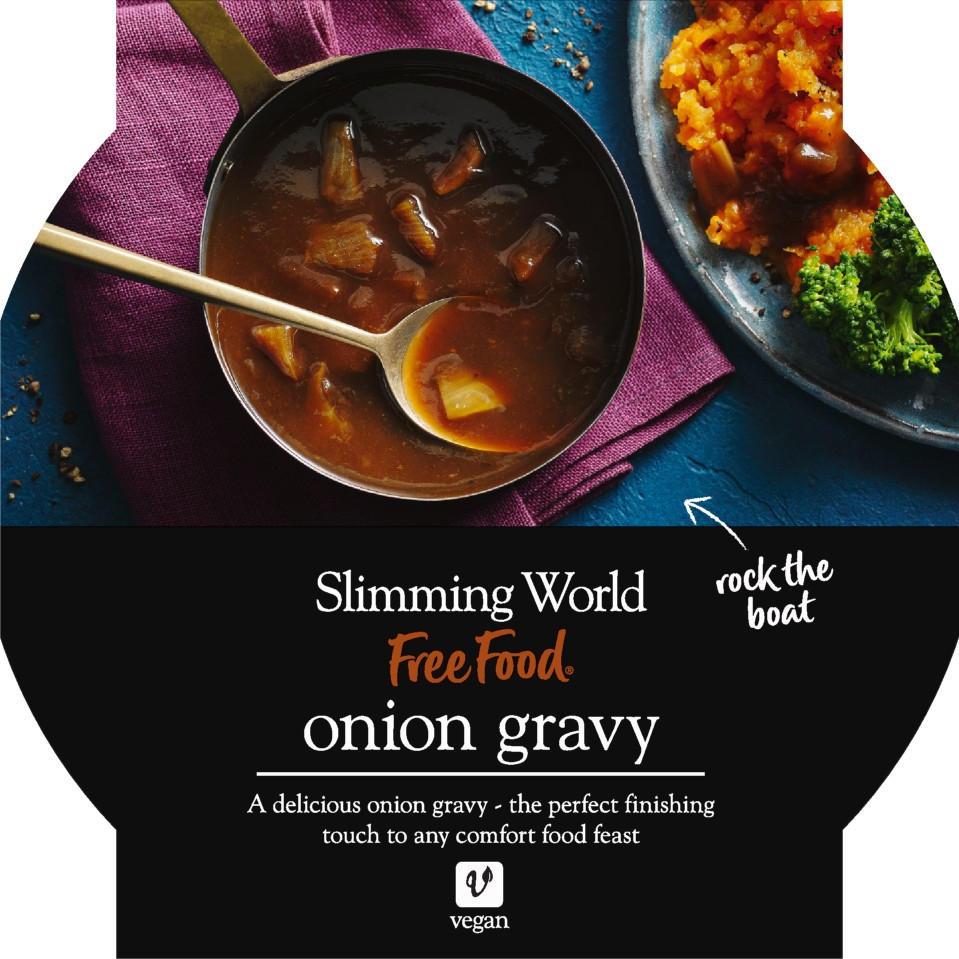 rock the
boat
Slimming World
Free Food®
onion gravy
A delicious onion gravy - the perfect finishing
touch to any comfort food feast
V
vegan